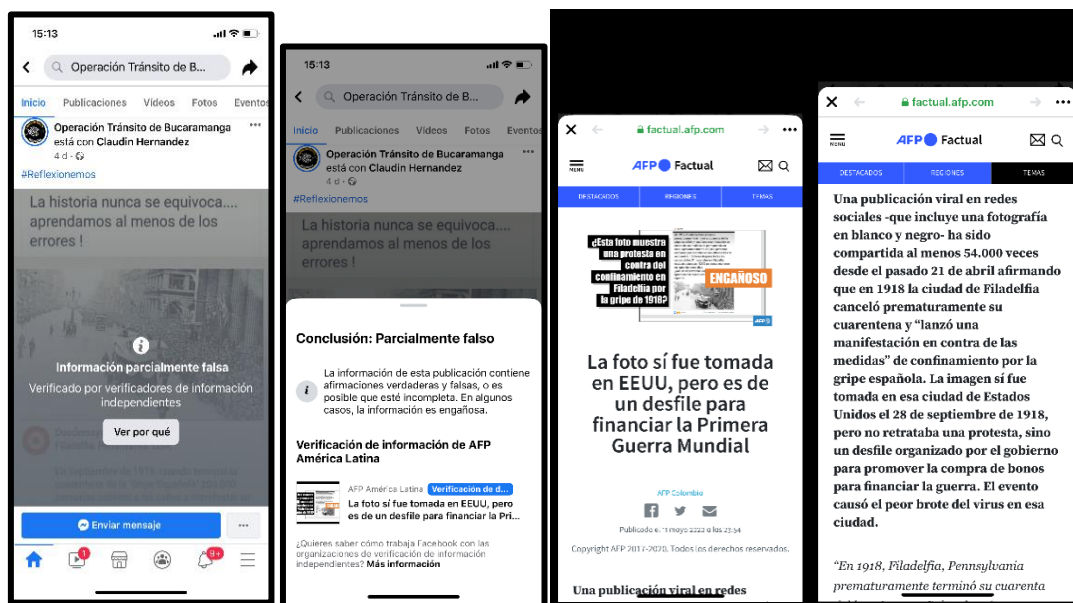 15:13
Operación Tránsito de B...
Inicio Publicaciones Videos Fotos Eventos
Operación Tránsito de Bucaramanga
está con Claudin Hernandez
4 d
#Reflexionemos
La historia nunca se equivoca....
aprendamos al menos de los
errores !
Información parcialmente falsa
Verificado por verificadores de información
independientes
Ver por qué
Enviar mensaje
1
9+
15:13
Operación Tránsito de B...
Inicio Publicaciones Videos Fotos Eventos
Operación Tránsito de Bucaramanga
está con Claudin Hernandez
4 d
#Reflexionemos
La historia nunca se equivoca....
aprendamos al menos de los
errores !
Conclusión: Parcialmente falso
La información de esta publicación contiene
afirmaciones verdaderas y falsas, o es
posible que esté incompleta. En algunos
casos, la información es engañosa.
Verificación de información de AFP
América Latina
AFP América Latina Verificación de d...
La foto sí fue tomada en EEUU, pero
es de un desfile para financiar la Pri...
¿Quieres saber cómo trabaja Facebook con las
organizaciones de verificación de información
independientes? Más información
factual.afp.com
MENU
AFP Factual
DESTACADOS REGIONES TEMAS
¿Esta foto muestra
una protesta en
contra del
confinamiento en
Filadelfia por
la gripe de 1918?
ENGAÑOSO
AFP
La foto sí fue tomada
en EEUU, pero es de
un desfile para
financiar la Primera
Guerra Mundial
AFP Colombia
Publicado el 11 mayo 2020 a las 23:54
Copyright AFP 2017-2020. Todos los derechos reservados.
Una publicación viral en redes
factual.afp.com
MENU
AFP Factual
DESTACADOS REGIONES TEMAS
Una publicación viral en redes
sociales -que incluye una fotografía
en blanco y negro- ha sido
compartida al menos 54.000 veces
desde el pasado 21 de abril afirmando
que en 1918 la ciudad de Filadelfia
canceló prematuramente su
cuarentena y “lanzó una
manifestación en contra de las
medidas” de confinamiento por la
gripe española. La imagen sí fue
tomada en esa ciudad de Estados
Unidos el 28 de septiembre de 1918,
pero no retrataba una protesta, sino
un desfile organizado por el gobierno
para promover la compra de bonos
para financiar la guerra. El evento
causó el peor brote del virus en esa
ciudad.
“En 1918, Filadelfia, Pennsylvania
prematuramente terminó su cuarenta